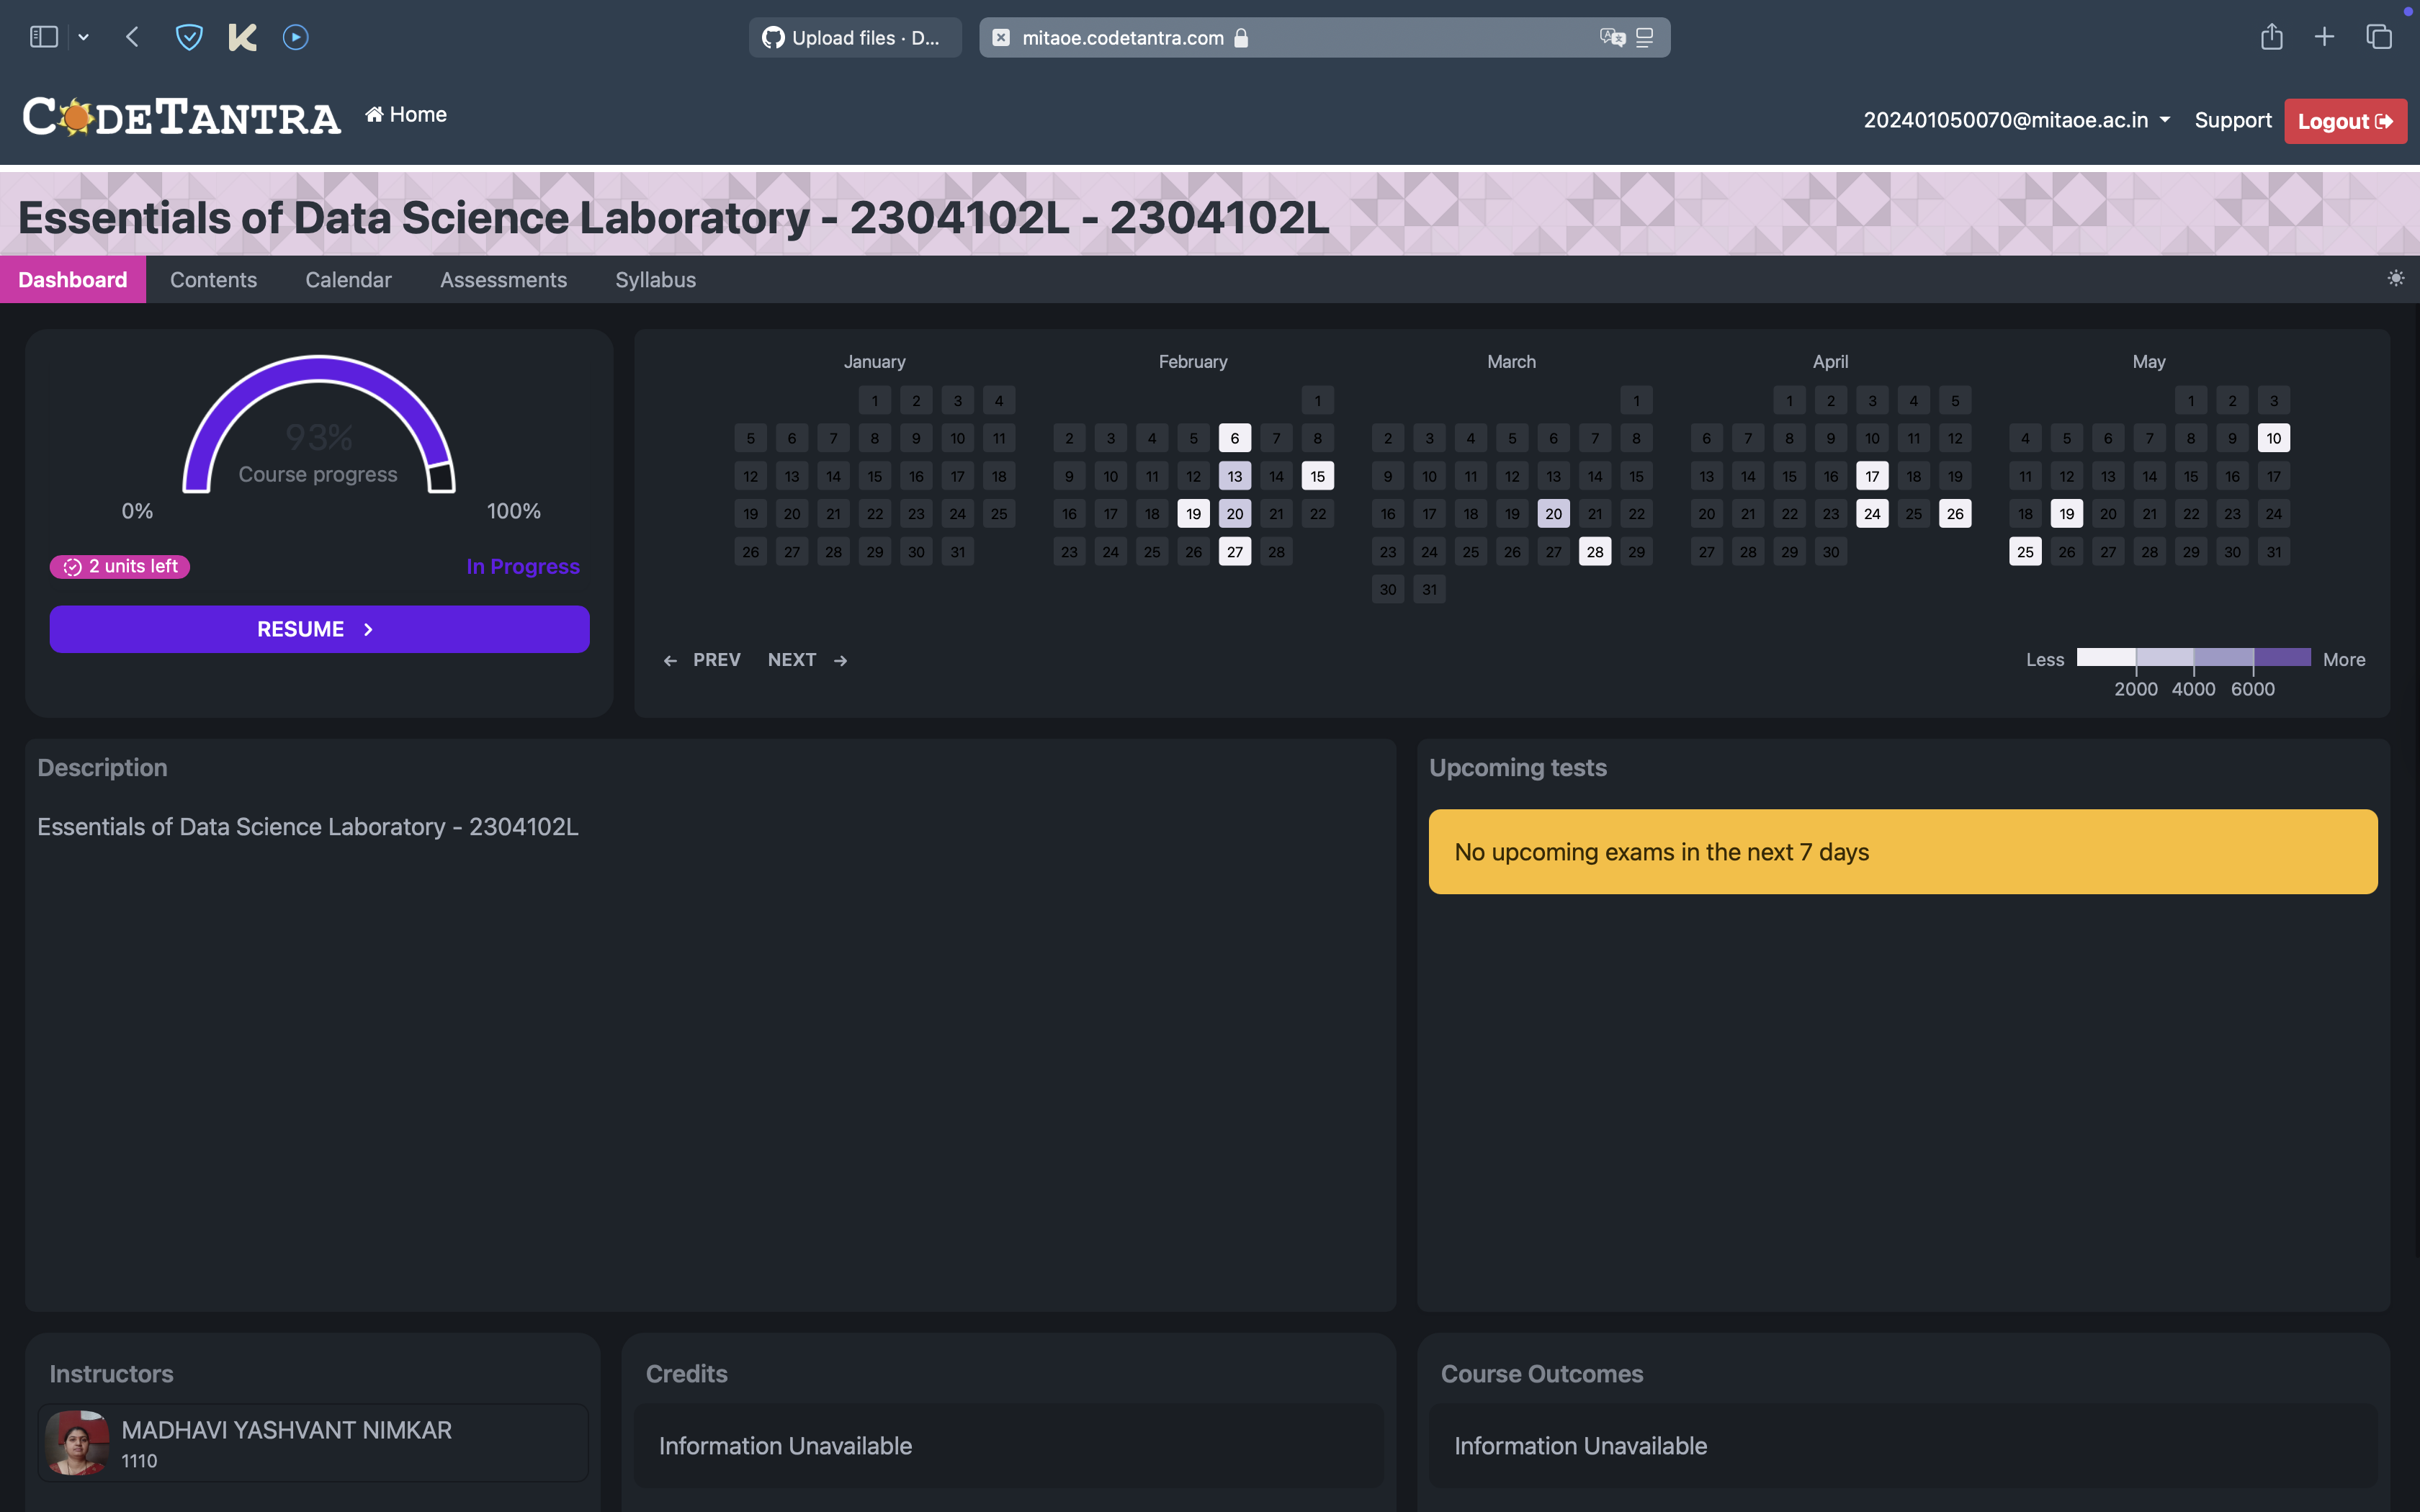 Upload files · D...
mitaoe.codetantra.com
CODETANTRA
Home
202401050070@mitaoe.ac.in
Support
Logout
Essentials of Data Science Laboratory - 2304102L - 2304102L
Dashboard Contents Calendar Assessments Syllabus
93%
Course progress
0% 100%
2 units left In Progress
RESUME
January
1 2 3 4
5 6 7 8 9 10 11
12 13 14 15 16 17 18
19 20 21 22 23 24 25
26 27 28 29 30 31
February
1
2 3 4 5 6 7 8
9 10 11 12 13 14 15
16 17 18 19 20 21 22
23 24 25 26 27 28
March
1
2 3 4 5 6 7 8
9 10 11 12 13 14 15
16 17 18 19 20 21 22
23 24 25 26 27 28 29
30 31
April
1 2 3 4 5
6 7 8 9 10 11 12
13 14 15 16 17 18 19
20 21 22 23 24 25 26
27 28 29 30
May
1 2 3
4 5 6 7 8 9 10
11 12 13 14 15 16 17
18 19 20 21 22 23 24
25 26 27 28 29 30 31
PREV NEXT
Less More
2000 4000 6000
Description
Essentials of Data Science Laboratory - 2304102L
Upcoming tests
No upcoming exams in the next 7 days
Instructors
MADHAVI YASHVANT NIMKAR
1110
Credits
Information Unavailable
Course Outcomes
Information Unavailable